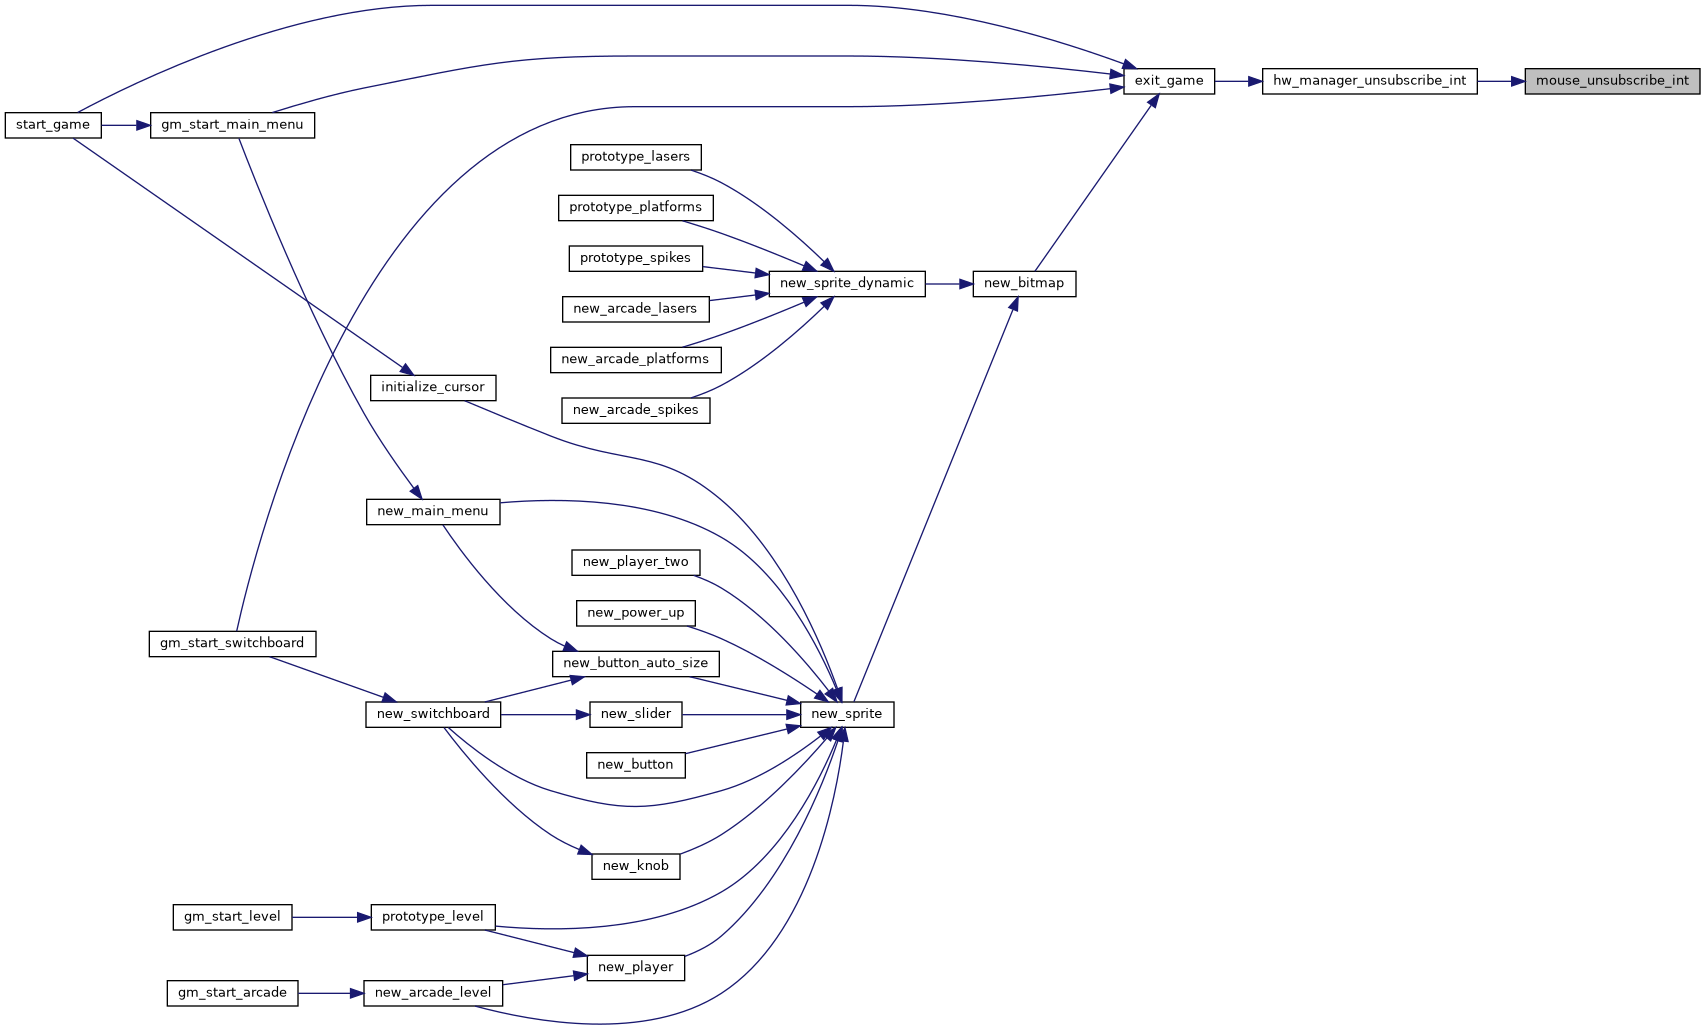 exit_game
hw_manager_unsubscribe_int
mouse_unsubscribe_int
start_game
gm_start_main_menu
prototype_lasers
prototype_platforms
prototype_spikes
new_sprite_dynamic
new_bitmap
new_arcade_lasers
new_arcade_platforms
initialize_cursor
new_arcade_spikes
new_main_menu
new_player_two
new_power_up
gm_start_switchboard
new_button_auto_size
new_switchboard
new_slider
new_sprite
new_button
new_knob
gm_start_level
prototype_level
new_player
gm_start_arcade
new_arcade_level